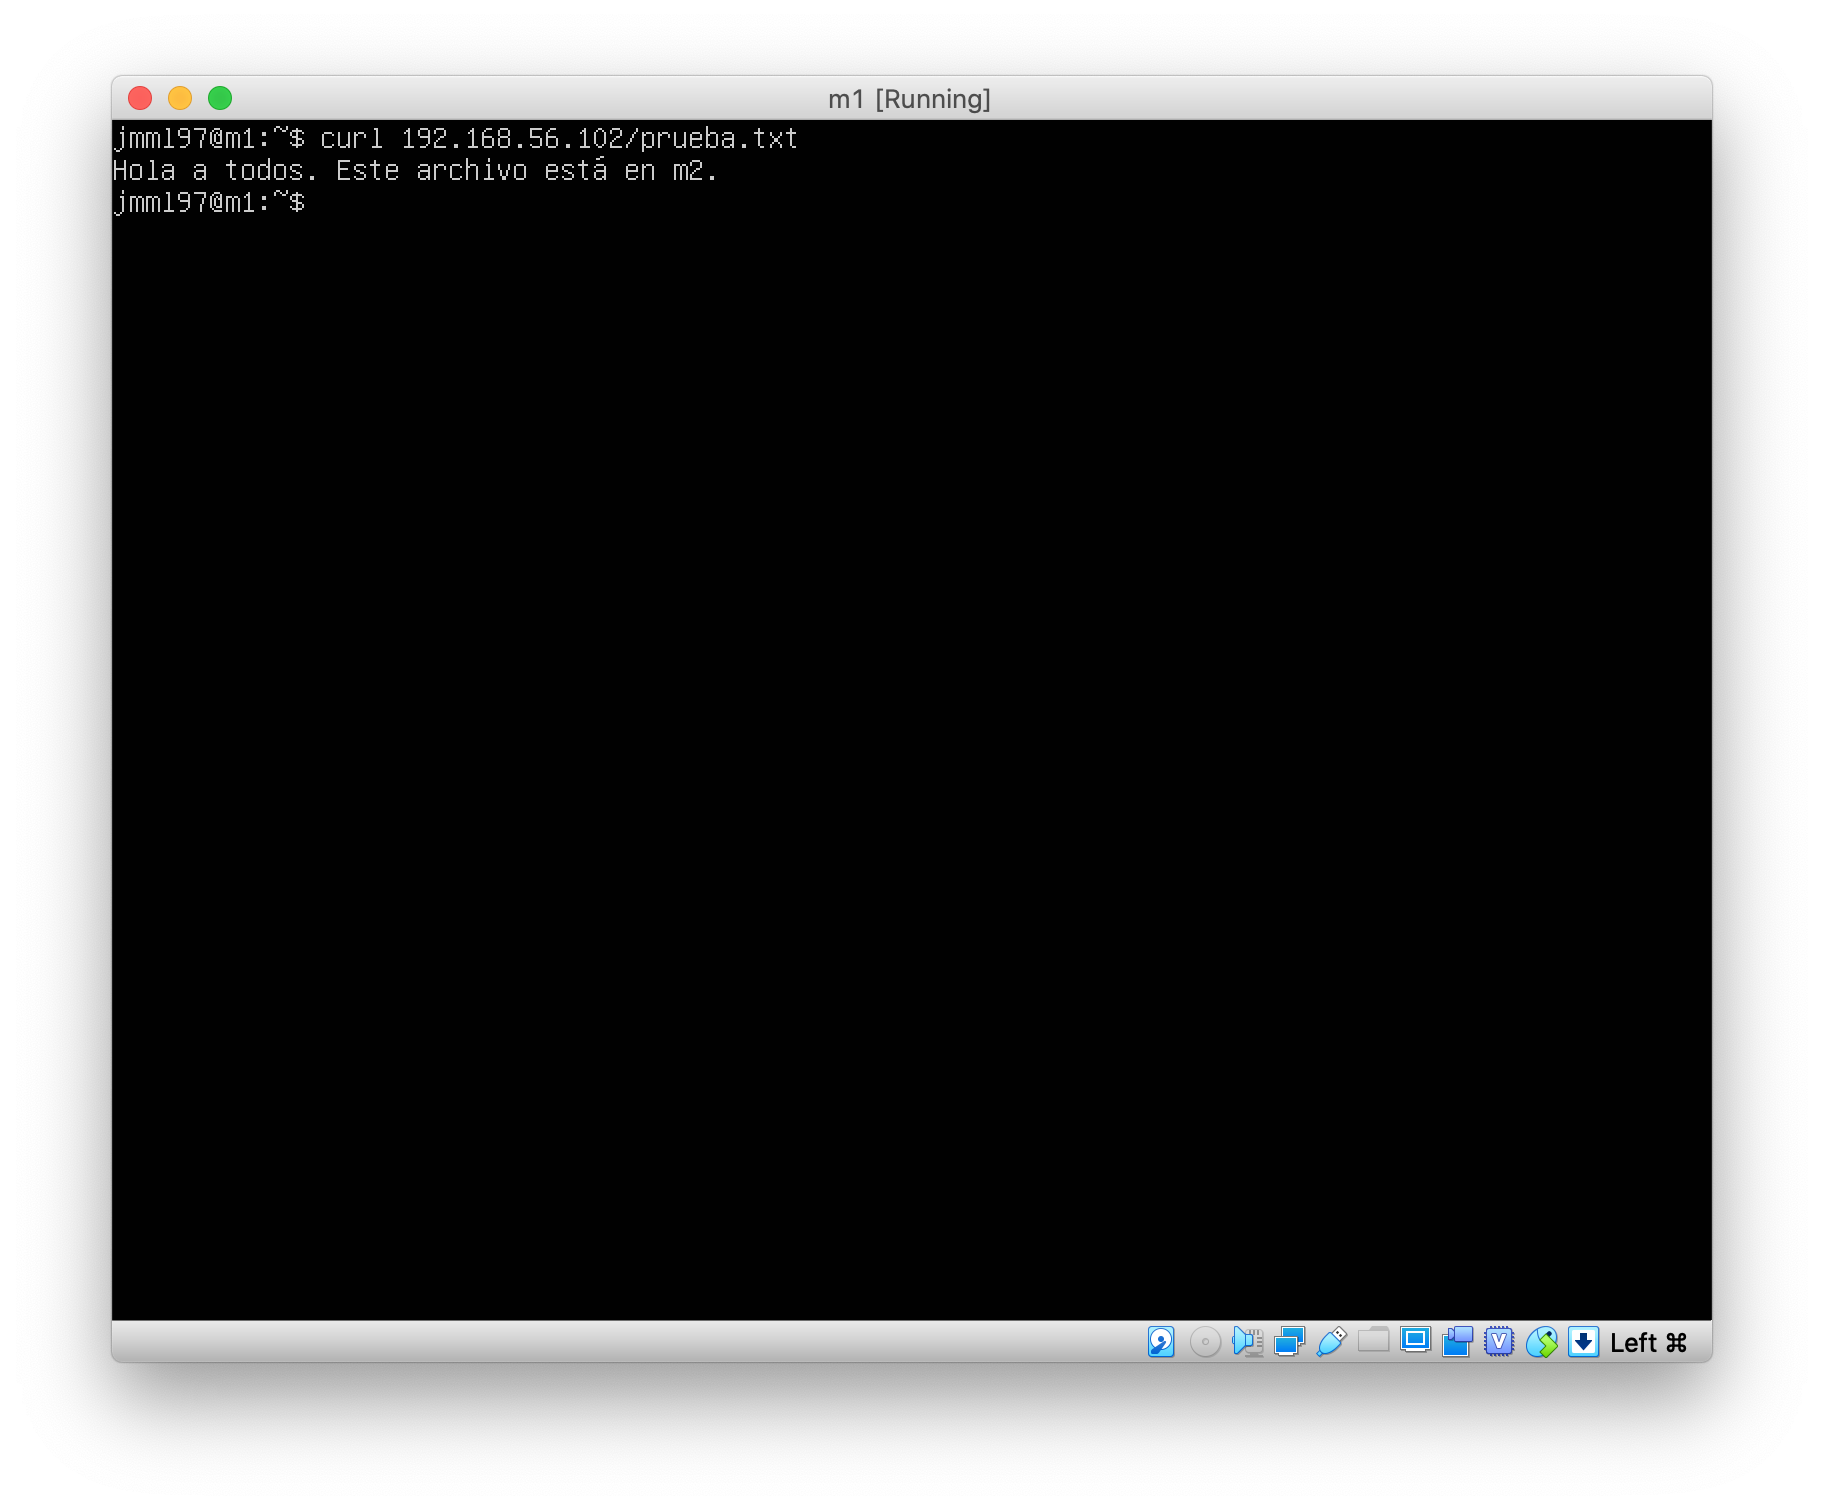 m1 [Running]
jmml97@m1:~$ curl 192.168.56.102/prueba.txt
Hola a todos. Este archivo está en m2.
jmml97@m1:~$
Left ⌘